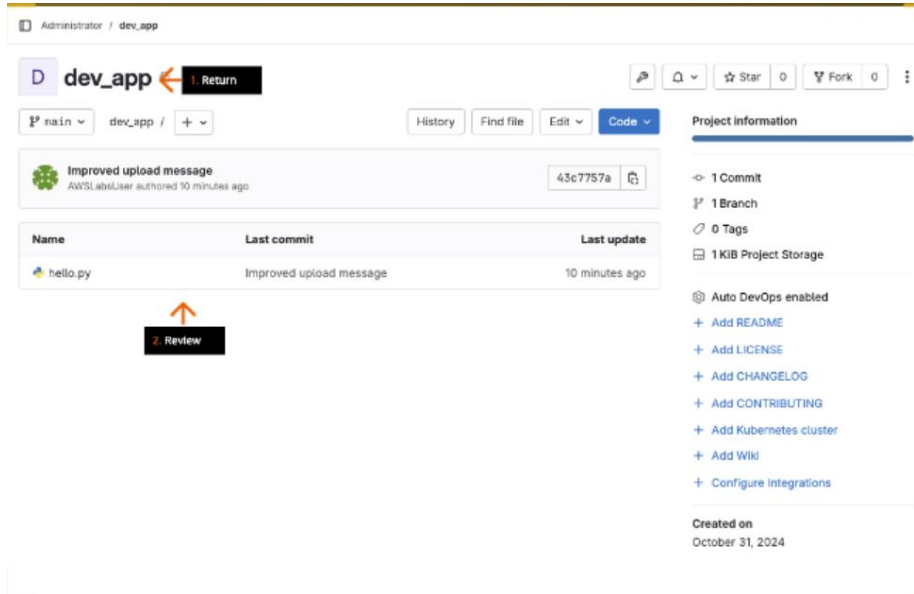 Administrator / dev_app
D dev_app 1. Return
Star 0 Fork 0
main dev_app / + History Find file Edit Code
Project information
Improved upload message
AWSLabsUser authored 10 minutes ago
43c7757a
1 Commit
1 Branch
0 Tags
1 KiB Project Storage
Name Last commit Last update
hello.py Improved upload message 10 minutes ago
2. Review
Auto DevOps enabled
+ Add README
+ Add LICENSE
+ Add CHANGELOG
+ Add CONTRIBUTING
+ Add Kubernetes cluster
+ Add Wiki
+ Configure Integrations
Created on
October 31, 2024